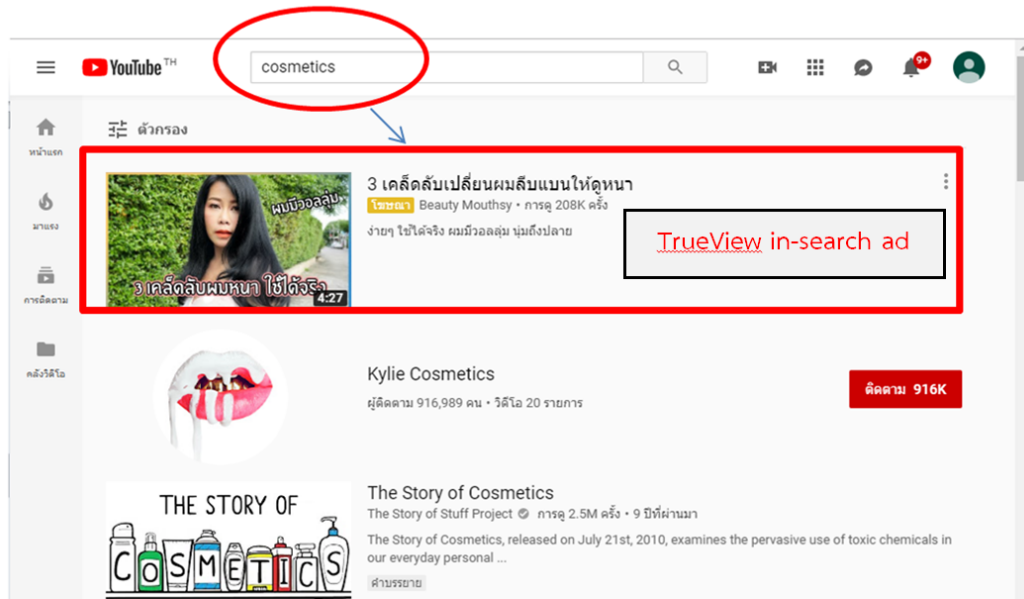 YouTube TH
cosmetics
9+
ตัวกรอง
หน้าแรก
มาแรง
การติดตาม
คลังวิดีโอ
ผมมีวอลลุ่ม
3 เคล็ดลับผมหนา ใช้ได้จริง
4:27
3 เคล็ดลับเปลี่ยนผมลีบแบนให้ดูหนา
โฆษณา Beauty Mouthsy • การดู 208K ครั้ง
ง่ายๆ ใช้ได้จริง ผมมีวอลลุ่ม นุ่มถึงปลาย
TrueView in-search ad
Kylie Cosmetics
ผู้ติดตาม 916,989 คน • วิดีโอ 20 รายการ
ติดตาม 916K
THE STORY OF
COSMETICS
The Story of Cosmetics
The Story of Stuff Project การดู 2.5M ครั้ง • 9 ปีที่ผ่านมา
The Story of Cosmetics, released on July 21st, 2010, examines the pervasive use of toxic chemicals in
our everyday personal ...
คำบรรยาย